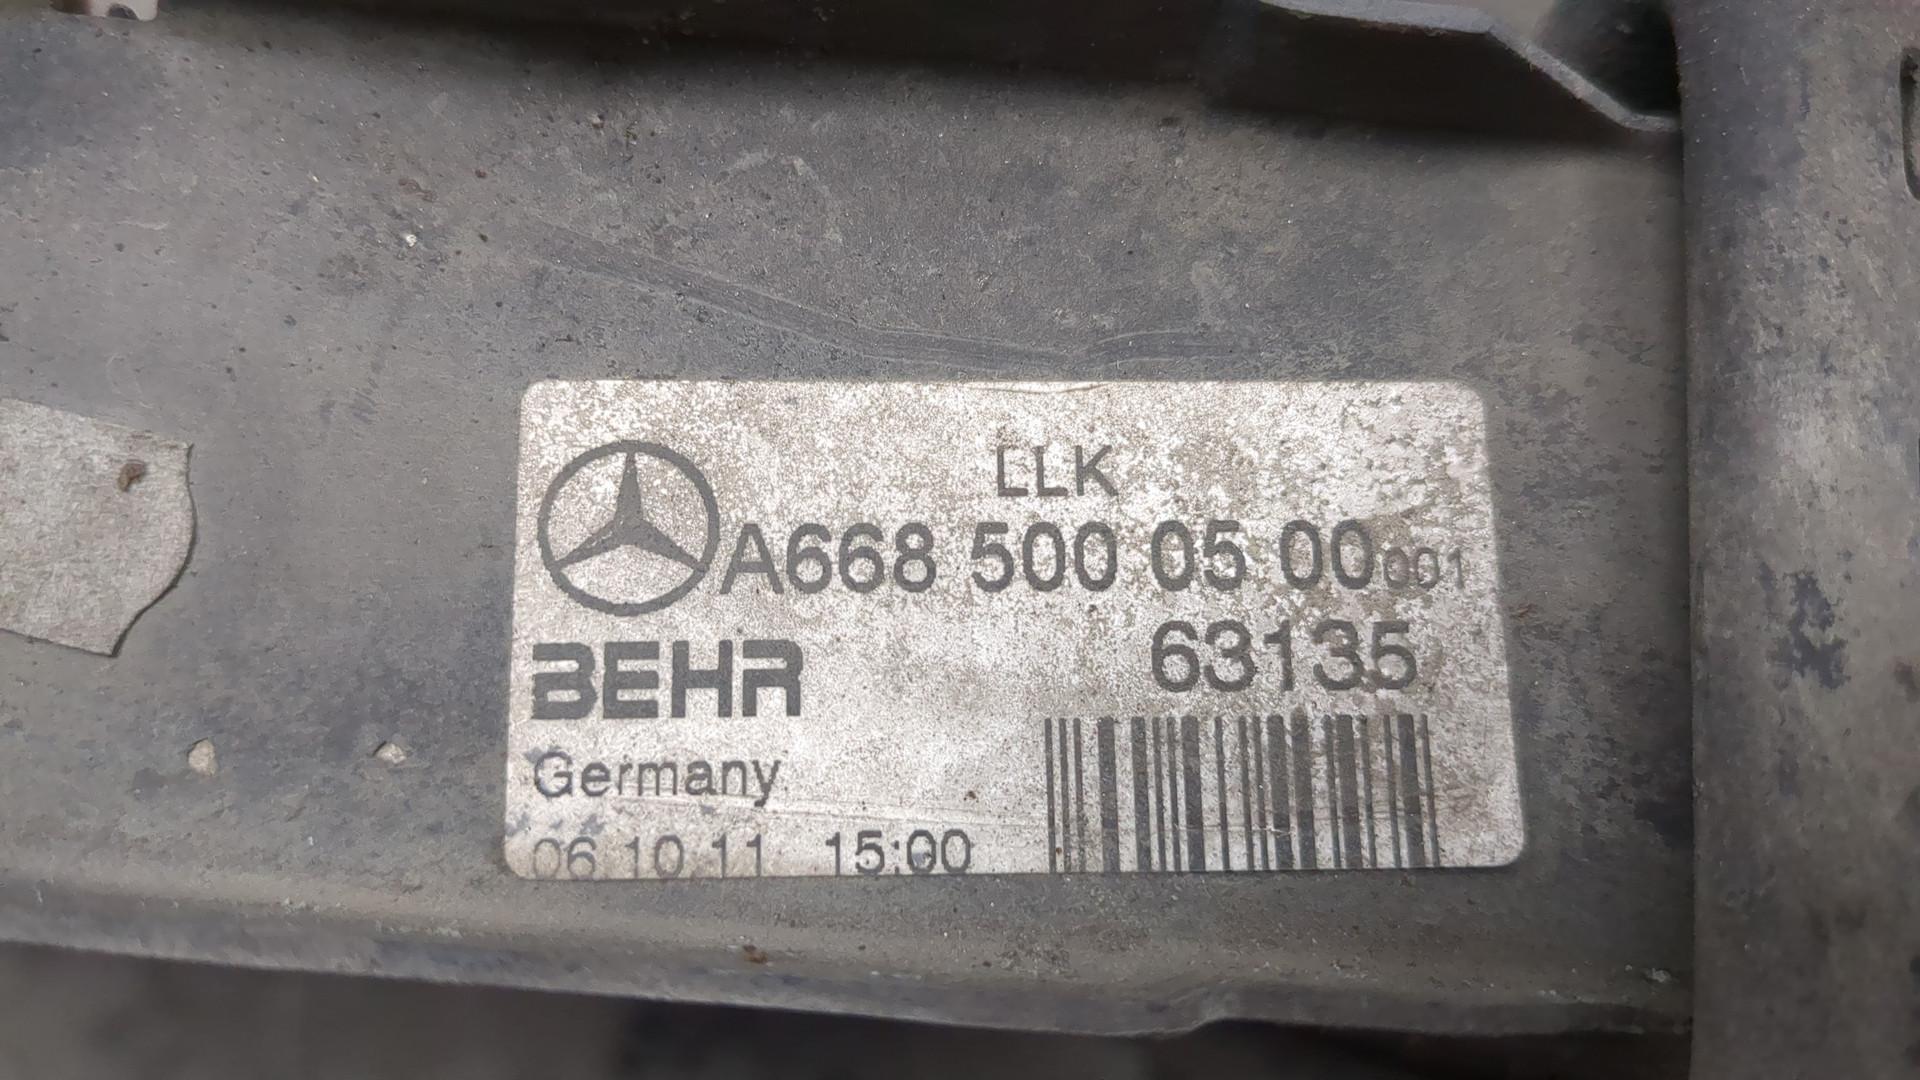 LLK
A668 500 05 00 001
BEHR
63135
Germany
06.10.11 15:00